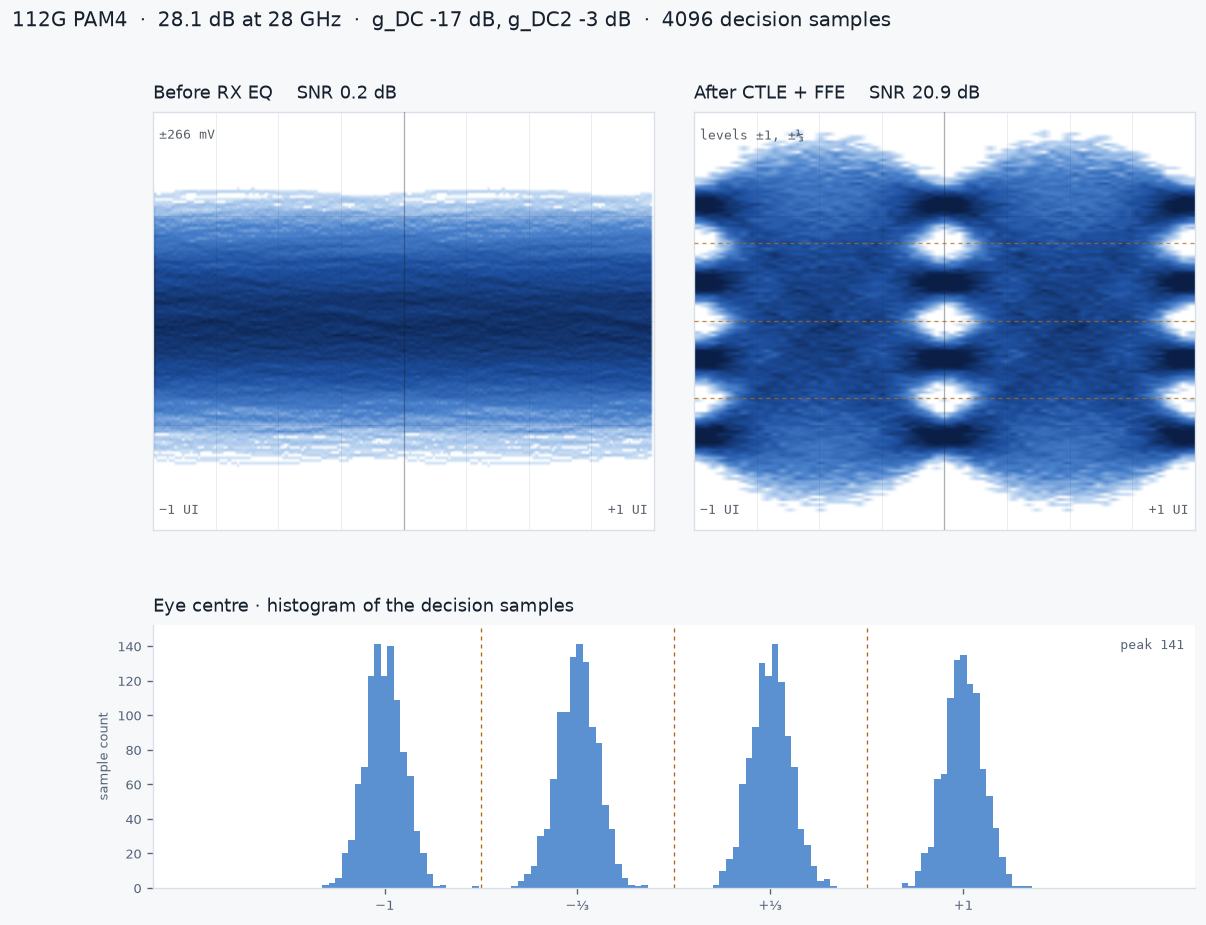 112G PAM4 · 28.1 dB at 28 GHz · g_DC -17 dB, g_DC2 -3 dB · 4096 decision samples
Before RX EQ SNR 0.2 dB
After CTLE + FFE SNR 20.9 dB
±266 mV
levels ±1, ±⅓
−1 UI
+1 UI
−1 UI
+1 UI
Eye centre · histogram of the decision samples
peak 141
sample count
140
120
100
80
60
40
20
0
−1
−⅓
+⅓
+1